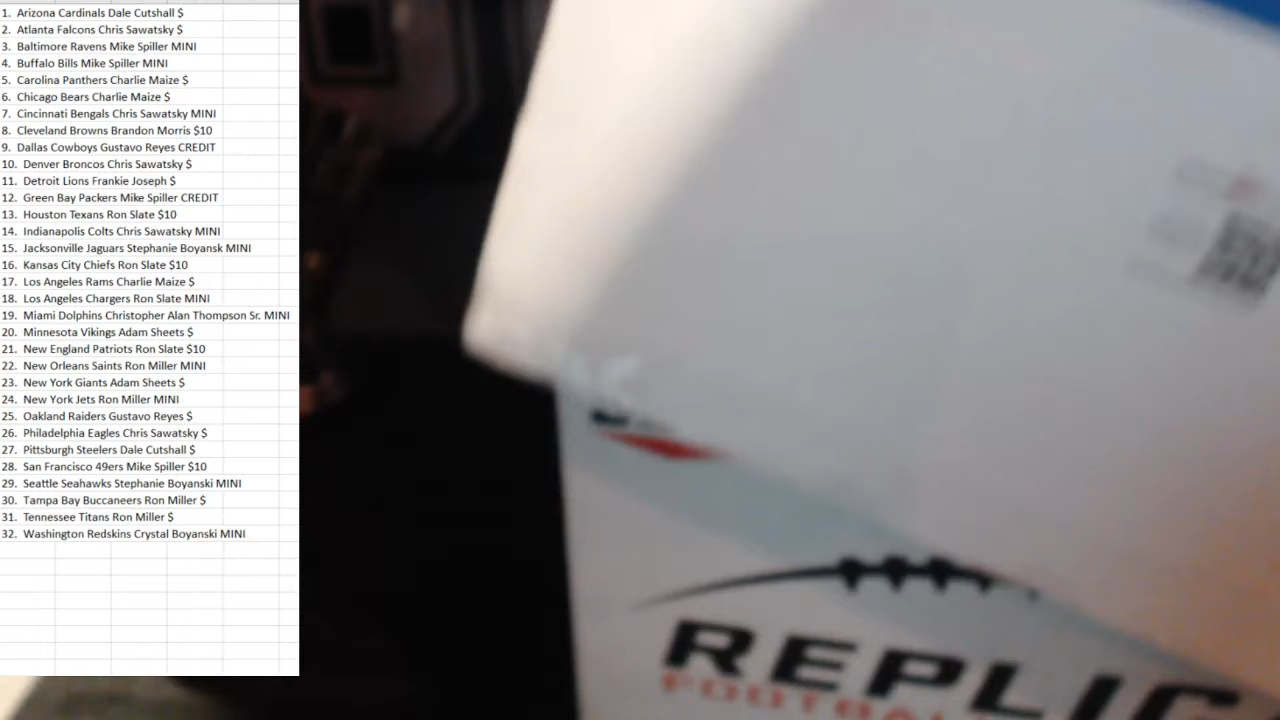 1. Arizona Cardinals Dale Cutshall $
2. Atlanta Falcons Chris Sawatsky $
3. Baltimore Ravens Mike Spiller MINI
4. Buffalo Bills Mike Spiller MINI
5. Carolina Panthers Charlie Maize $
6. Chicago Bears Charlie Maize $
7. Cincinnati Bengals Chris Sawatsky MINI
8. Cleveland Browns Brandon Morris $10
9. Dallas Cowboys Gustavo Reyes CREDIT
10. Denver Broncos Chris Sawatsky $
11. Detroit Lions Frankie Joseph $
12. Green Bay Packers Mike Spiller CREDIT
13. Houston Texans Ron Slate $10
14. Indianapolis Colts Chris Sawatsky MINI
15. Jacksonville Jaguars Stephanie Boyansk MINI
16. Kansas City Chiefs Ron Slate $10
17. Los Angeles Rams Charlie Maize $
18. Los Angeles Chargers Ron Slate MINI
19. Miami Dolphins Christopher Alan Thompson Sr. MINI
20. Minnesota Vikings Adam Sheets $
21. New England Patriots Ron Slate $10
22. New Orleans Saints Ron Miller MINI
23. New York Giants Adam Sheets $
24. New York Jets Ron Miller MINI
25. Oakland Raiders Gustavo Reyes $
26. Philadelphia Eagles Chris Sawatsky $
27. Pittsburgh Steelers Dale Cutshall $
28. San Francisco 49ers Mike Spiller $10
29. Seattle Seahawks Stephanie Boyanski MINI
30. Tampa Bay Buccaneers Ron Miller $
31. Tennessee Titans Ron Miller $
32. Washington Redskins Crystal Boyanski MINI
REPLIC
FOOTBAL